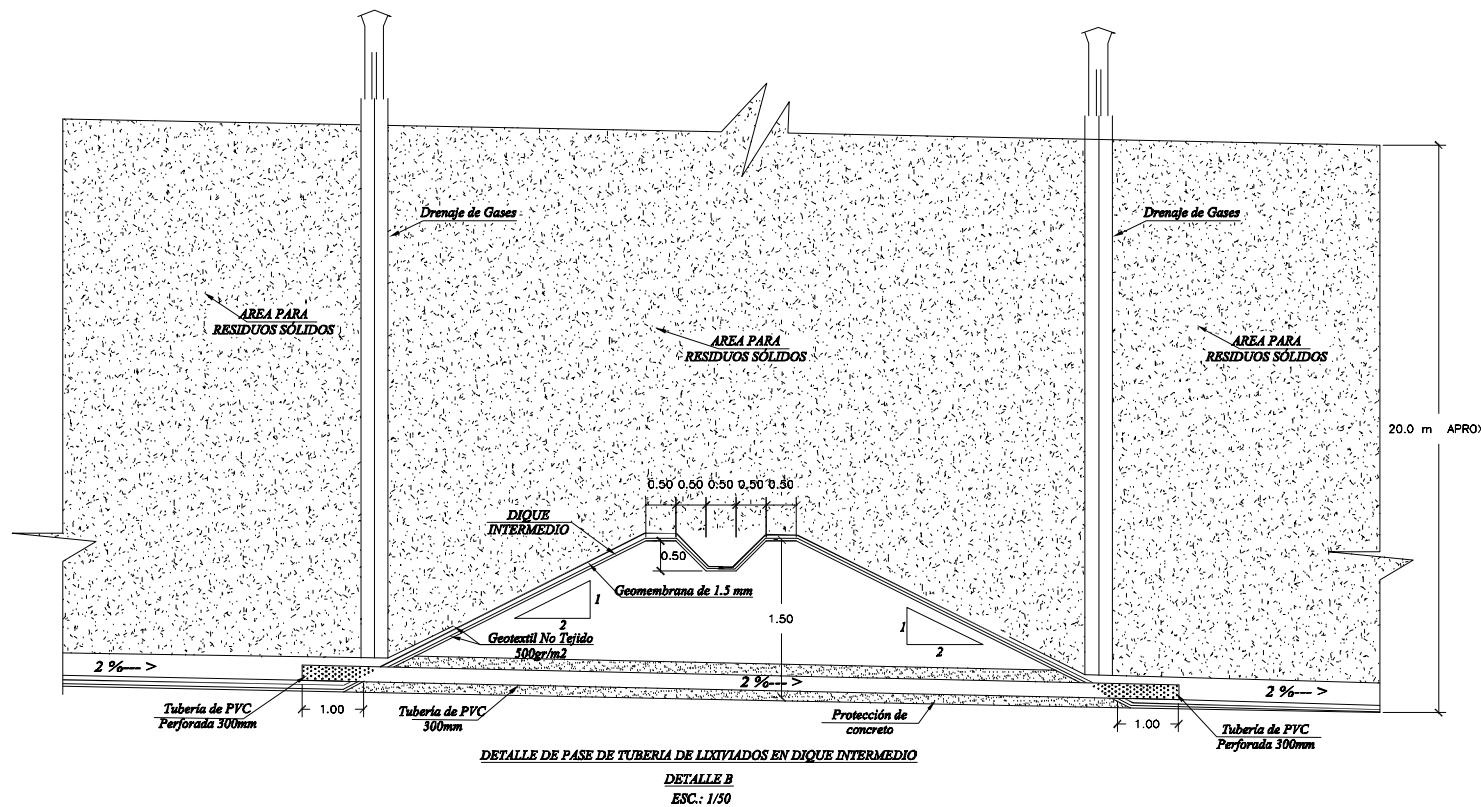 Drenaje de Gases
Drenaje de Gases
AREA PARA
RESIDUOS SÓLIDOS
AREA PARA
RESIDUOS SÓLIDOS
AREA PARA
RESIDUOS SÓLIDOS
20.0 m APRO)
0.50 0.50 0.50 0.50 0.50
DIQUE
INTERMEDIO
0.50
Geomembrana de 1.5 mm
1
2
1.50
1
2
Geotextil No Tejido
500gr/m2
2 %--- >
2 %--- >
2 %--- >
1.00
Tubería de PVC
Perforada 300mm
Tubería de PVC
300mm
Protección de
concreto
1.00
Tubería de PVC
Perforada 300mm
DETALLE DE PASE DE TUBERIA DE LIXIVIADOS EN DIQUE INTERMEDIO
DETALLE B
ESC.: 1/50